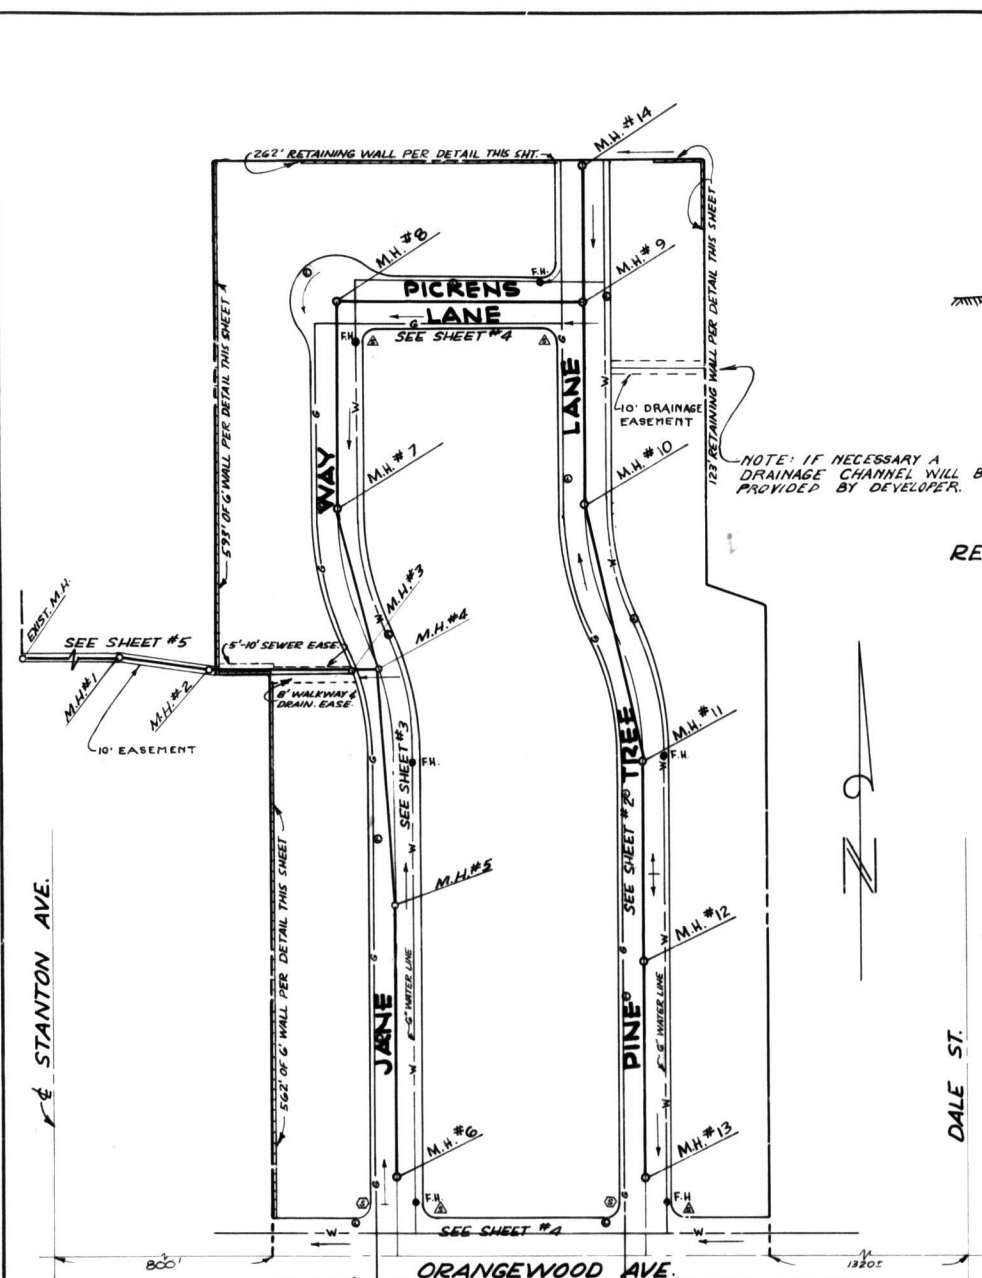 M.H. #14
262' RETAINING WALL PER DETAIL THIS SHT.
M.H. #8
M.H. #9
F.H.
PICKENS
LANE
G
F.H.
SEE SHEET #4
G
W
LANE
W
10' DRAINAGE
EASEMENT
123' RETAINING WALL PER DETAIL THIS SHEET
593' OF 6' WALL PER DETAIL THIS SHEET
G
W
WAY
M.H. #7
M.H. #10
NOTE: IF NECESSARY A
DRAINAGE CHANNEL WILL B
PROVIDED BY DEVELOPER.
RE
G
W
W
M.H. #3
M.H. #4
G
EXIST. M.H.
SEE SHEET #5
5'-10' SEWER EASE.
M.H. #1
M.H. #2
8' WALKWAY &
DRAIN. EASE.
10' EASEMENT
M.H. #11
TREE
SEE SHEET #3
G
F.H.
F.H.
W
N
9
SEE SHEET #2
W
M.H. #5
562' OF 6' WALL PER DETAIL THIS SHEET
M.H. #12
W
G
G
6" WATER LINE
6" WATER LINE
℄ STANTON AVE.
JANE
PINE
W
W
DALE ST.
M.H. #6
M.H. #13
G
G
F.H.
F.H.
SEE SHEET #4
W
W
800'
1320±
ORANGEWOOD AVE.